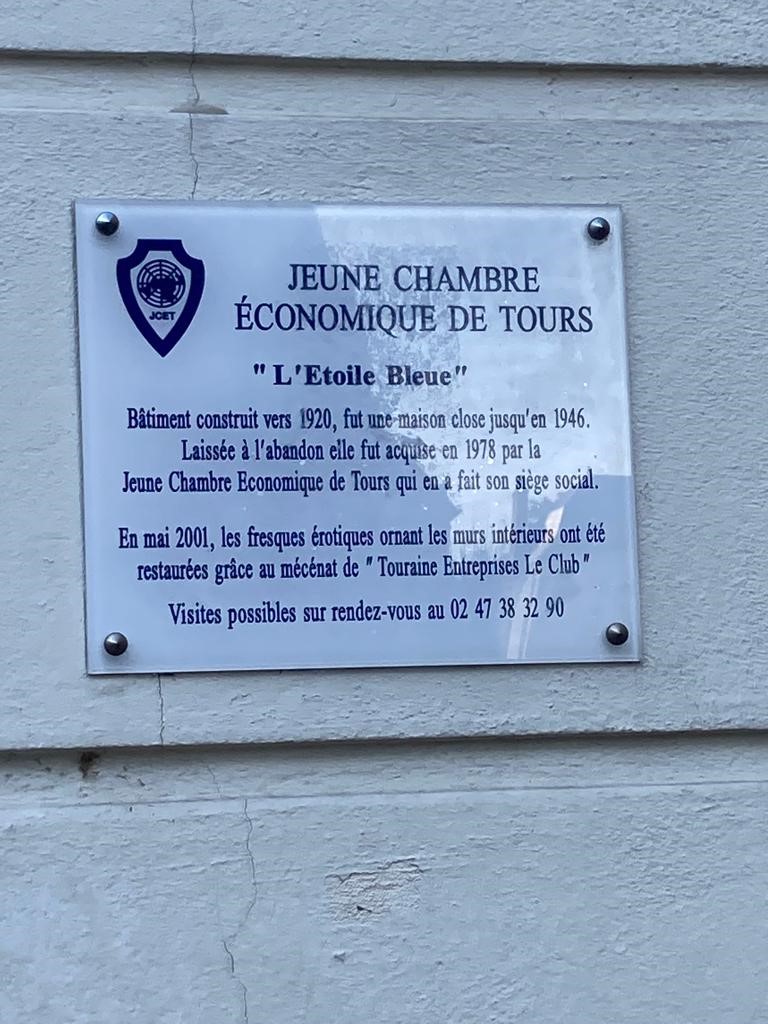 JCET
JEUNE CHAMBRE
ÉCONOMIQUE DE TOURS
"L'Etoile Bleue"
Bâtiment construit vers 1920, fut une maison close jusqu'en 1946.
Laissée à l'abandon elle fut acquise en 1978 par la
Jeune Chambre Economique de Tours qui en a fait son siège social.
En mai 2001, les fresques érotiques ornant les murs intérieurs ont été
restaurées grâce au mécénat de " Touraine Entreprises Le Club "
Visites possibles sur rendez-vous au 02 47 38 32 90